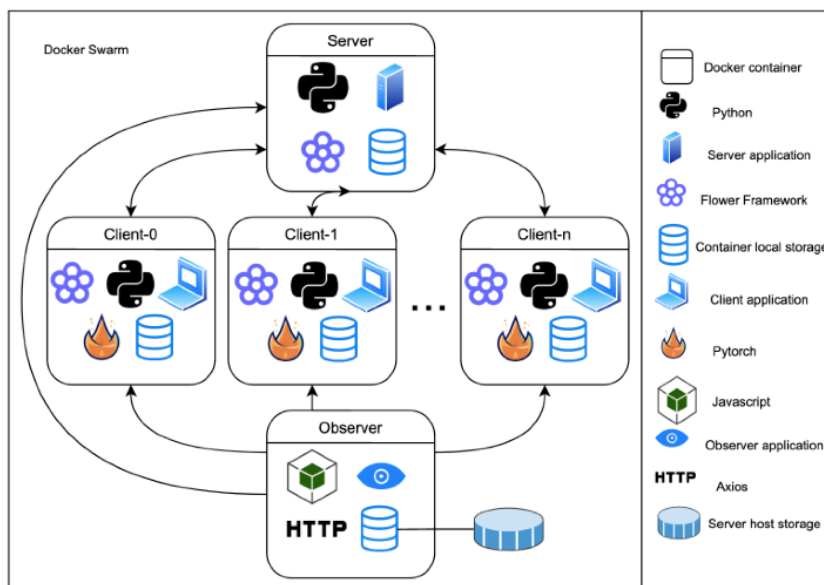 Docker Swarm
Server
Client-0
Client-1
Client-n
...
Observer
HTTP
Docker container
Python
Server application
Flower Framework
Container local storage
Client application
Pytorch
Javascript
Observer application
HTTP
Axios
Server host storage